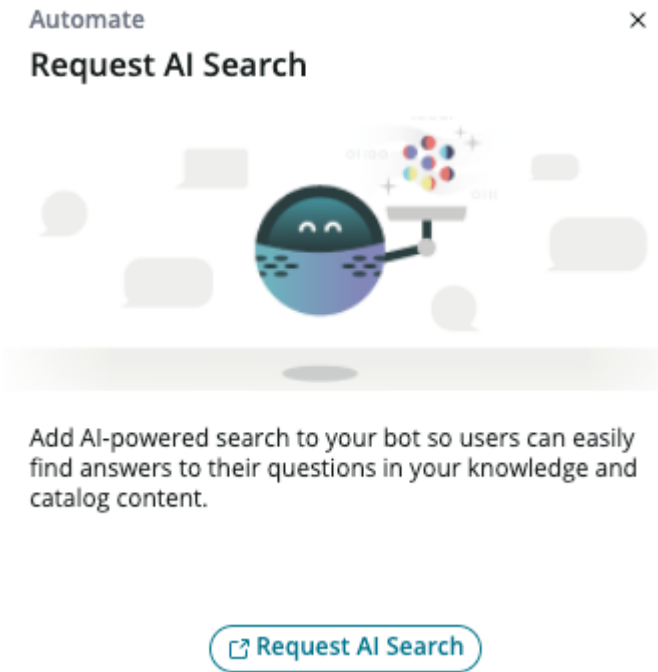 Automate
Request AI Search
Add AI-powered search to your bot so users can easily
find answers to their questions in your knowledge and
catalog content.
Request AI Search